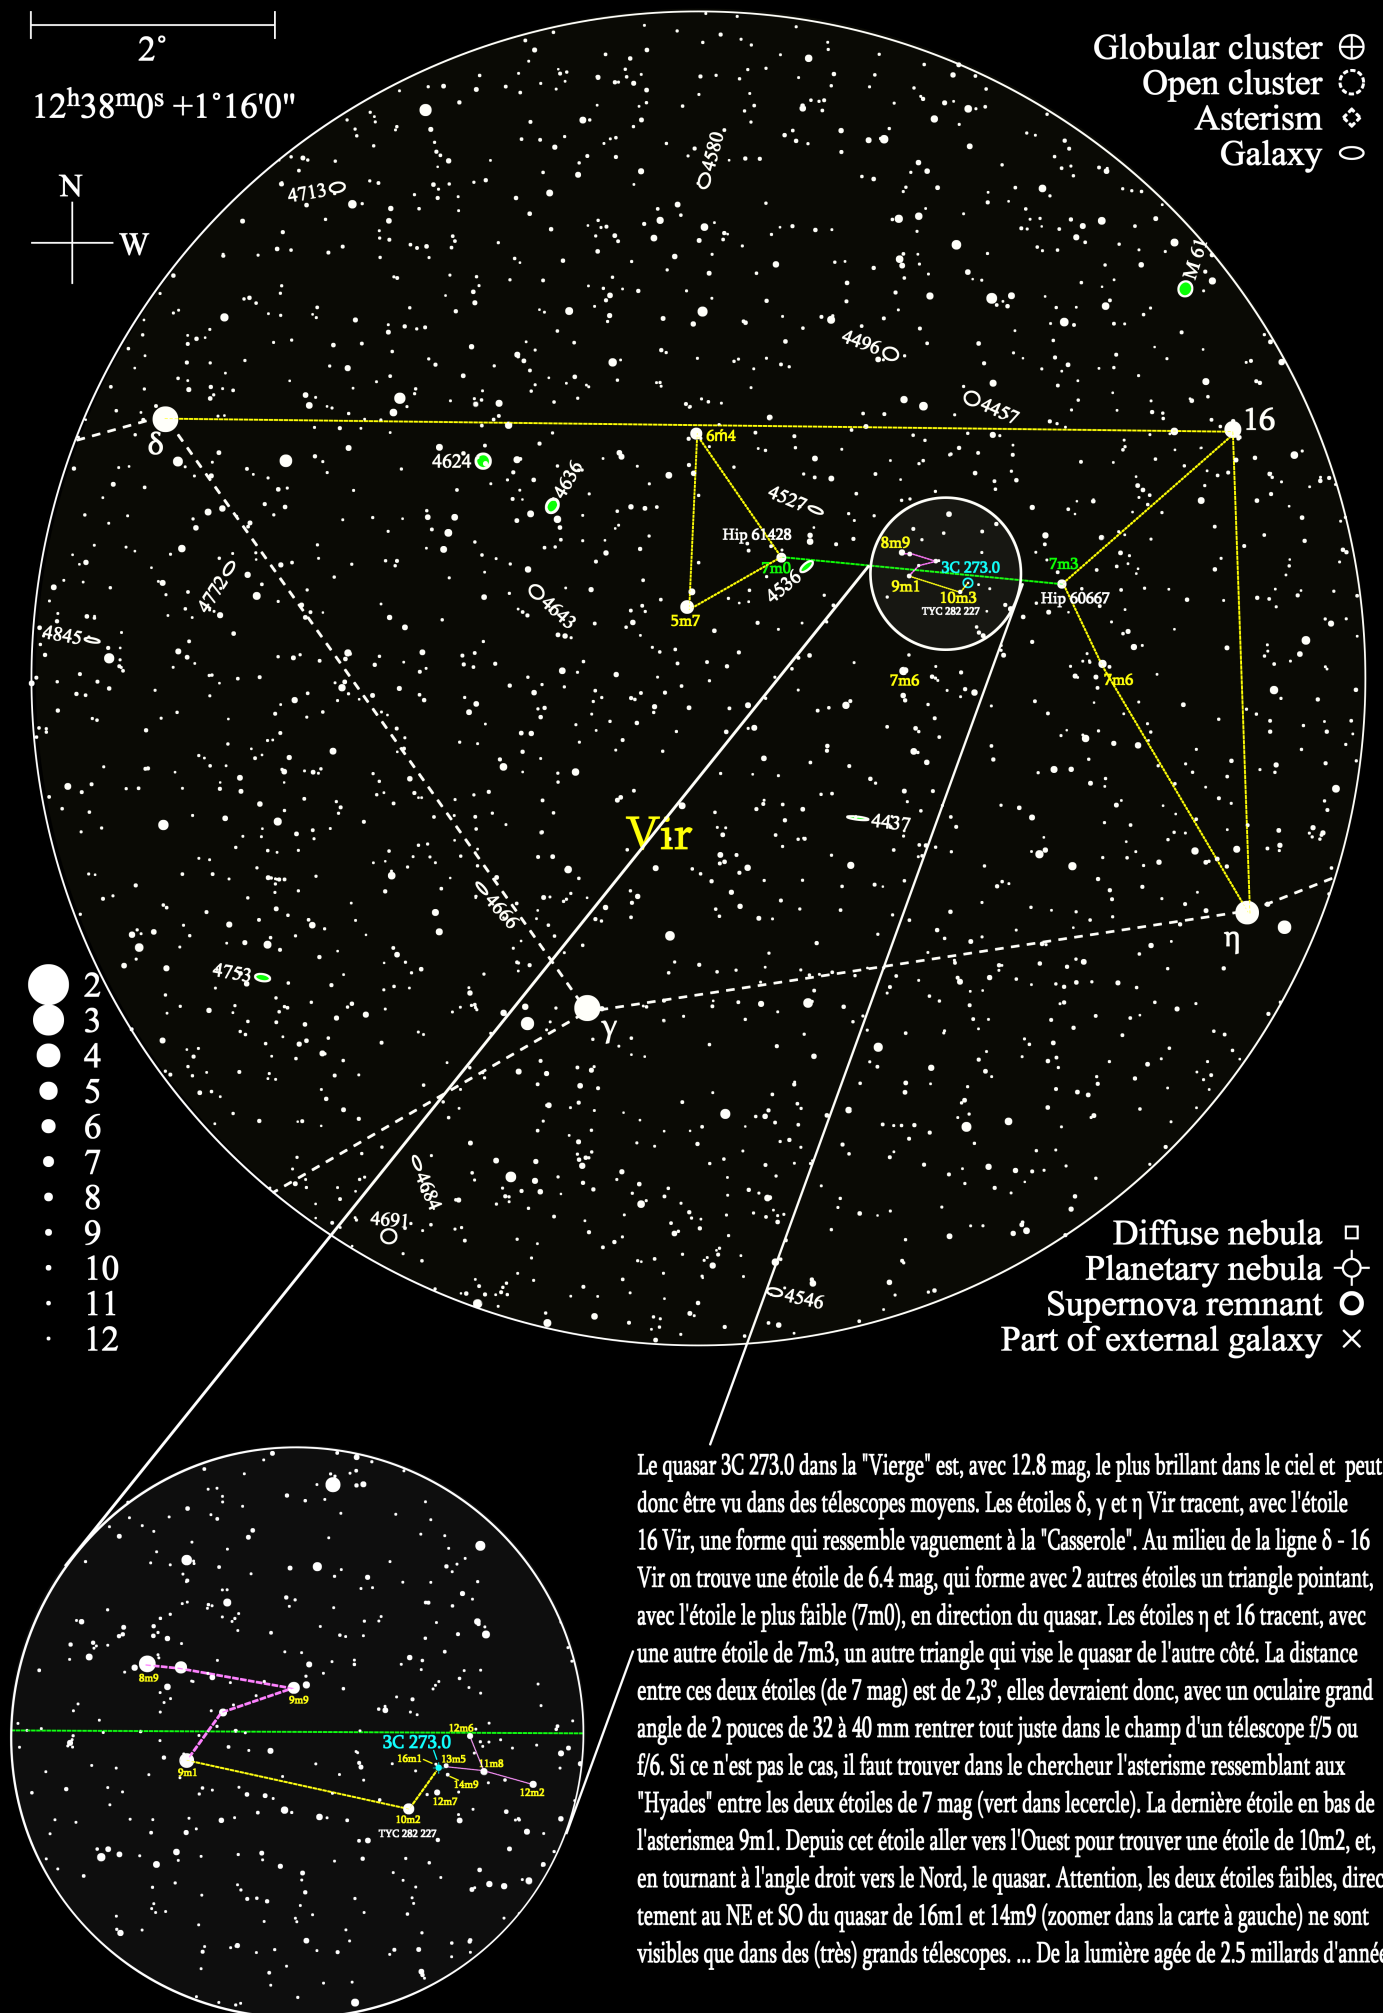 2°
12h38m0s +1°16'0"
N
W
Globular cluster
Open cluster
Asterism
Galaxy
4580
4713
M 61
4496
4457
16
δ
6m4
4624
4636
4527
Hip 61428
7m0
4536
8m9
3C 273.0
9m1
10m3
TYC 282 227
7m3
Hip 60667
4772
4643
5m7
4845
7m6
7m6
Vir
4437
4666
η
4753
γ
2
3
4
5
6
7
8
9
10
11
12
4684
4691
4546
Diffuse nebula
Planetary nebula
Supernova remnant
Part of external galaxy
8m9
9m9
12m6
3C 273.0
16m1
13m5
11m8
9m1
14m9
12m2
12m7
10m2
TYC 282 227
Le quasar 3C 273.0 dans la "Vierge" est, avec 12.8 mag, le plus brillant dans le ciel et peut
donc être vu dans des télescopes moyens. Les étoiles δ, γ et η Vir tracent, avec l'étoile
16 Vir, une forme qui ressemble vaguement à la "Casserole". Au milieu de la ligne δ - 16
Vir on trouve une étoile de 6.4 mag, qui forme avec 2 autres étoiles un triangle pointant,
avec l'étoile le plus faible (7m0), en direction du quasar. Les étoiles η et 16 tracent, avec
une autre étoile de 7m3, un autre triangle qui vise le quasar de l'autre côté. La distance
entre ces deux étoiles (de 7 mag) est de 2,3°, elles devraient donc, avec un oculaire grand
angle de 2 pouces de 32 à 40 mm rentrer tout juste dans le champ d'un télescope f/5 ou
f/6. Si ce n'est pas le cas, il faut trouver dans le chercheur l'asterisme ressemblant aux
"Hyades" entre les deux étoiles de 7 mag (vert dans lecercle). La dernière étoile en bas de
l'asterismea 9m1. Depuis cet étoile aller vers l'Ouest pour trouver une étoile de 10m2, et,
en tournant à l'angle droit vers le Nord, le quasar. Attention, les deux étoiles faibles, direc
tement au NE et SO du quasar de 16m1 et 14m9 (zoomer dans la carte à gauche) ne sont
visibles que dans des (très) grands télescopes. ... De la lumière agée de 2.5 millards d'anné